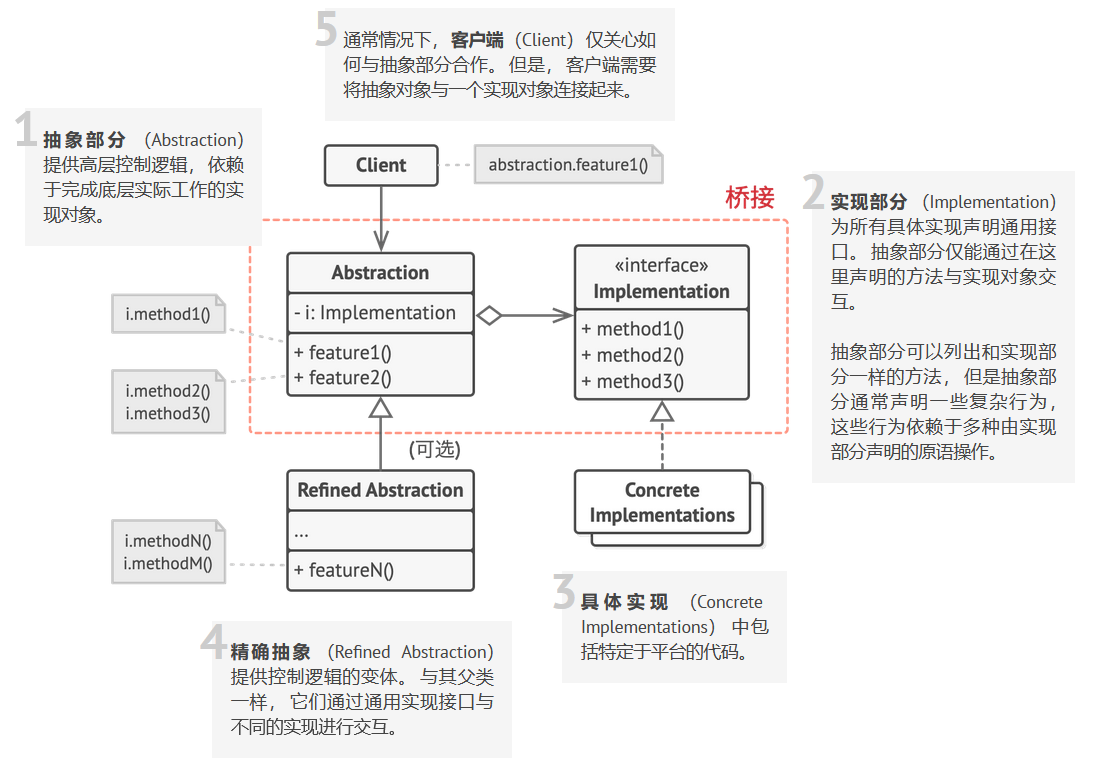 5
通常情况下， 客户端 （Client） 仅关心如
何与抽象部分合作。 但是， 客户端需要
将抽象对象与一个实现对象连接起来。
1
抽象部分 （Abstraction）
提供高层控制逻辑， 依赖
于完成底层实际工作的实
现对象。
Client
abstraction.feature1()
桥接
2
实现部分 （Implementation）
为所有具体实现声明通用接
口。 抽象部分仅能通过在这
里声明的方法与实现对象交
互。
抽象部分可以列出和实现部
分一样的方法， 但是抽象部
分通常声明一些复杂行为，
这些行为依赖于多种由实现
部分声明的原语操作。
Abstraction
- i: Implementation
+ feature1()
+ feature2()
«interface»
Implementation
+ method1()
+ method2()
+ method3()
i.method1()
i.method2()
i.method3()
(可选)
Refined Abstraction
...
+ featureN()
Concrete
Implementations
i.methodN()
i.methodM()
3
具体实现 （Concrete
Implementations） 中包
括特定于平台的代码。
4
精确抽象 （Refined Abstraction）
提供控制逻辑的变体。 与其父类
一样， 它们通过通用实现接口与
不同的实现进行交互。